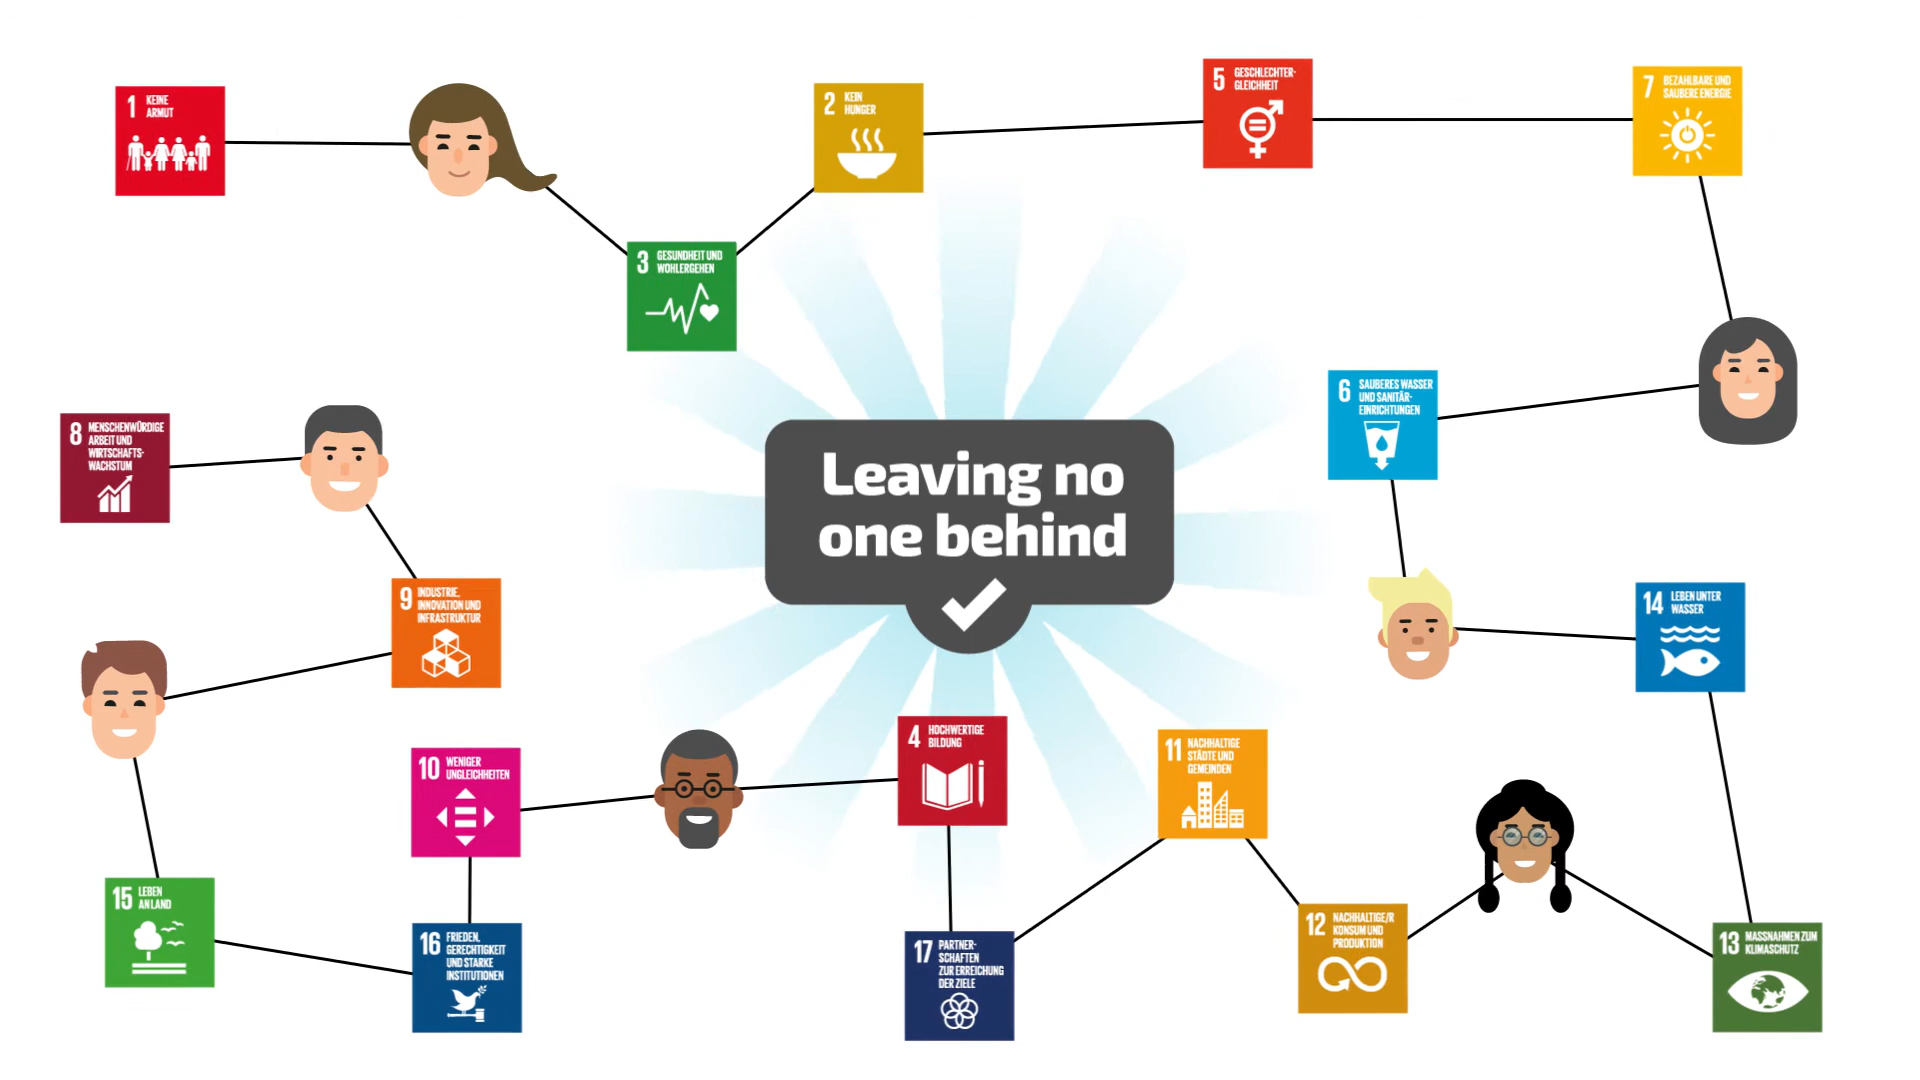 1 KEINE
ARMUT
2 KEIN
HUNGER
5 GESCHLECHTER-
GLEICHHEIT
7 BEZAHLBARE UND
SAUBERE ENERGIE
3 GESUNDHEIT UND
WOHLERGEHEN
6 SAUBERES WASSER
UND SANITÄR-
EINRICHTUNGEN
8 MENSCHENWÜRDIGE
ARBEIT UND
WIRTSCHAFTS-
WACHSTUM
Leaving no
one behind
9 INDUSTRIE,
INNOVATION UND
INFRASTRUKTUR
14 LEBEN UNTER
WASSER
10 WENIGER
UNGLEICHHEITEN
4 HOCHWERTIGE
BILDUNG
11 NACHHALTIGE
STÄDTE UND
GEMEINDEN
15 LEBEN
AN LAND
16 FRIEDEN,
GERECHTIGKEIT
UND STARKE
INSTITUTIONEN
17 PARTNER-
SCHAFTEN
ZUR ERREICHUNG
DER ZIELE
12 NACHHALTIGE/R
KONSUM UND
PRODUKTION
13 MASSNAHMEN ZUM
KLIMASCHUTZ